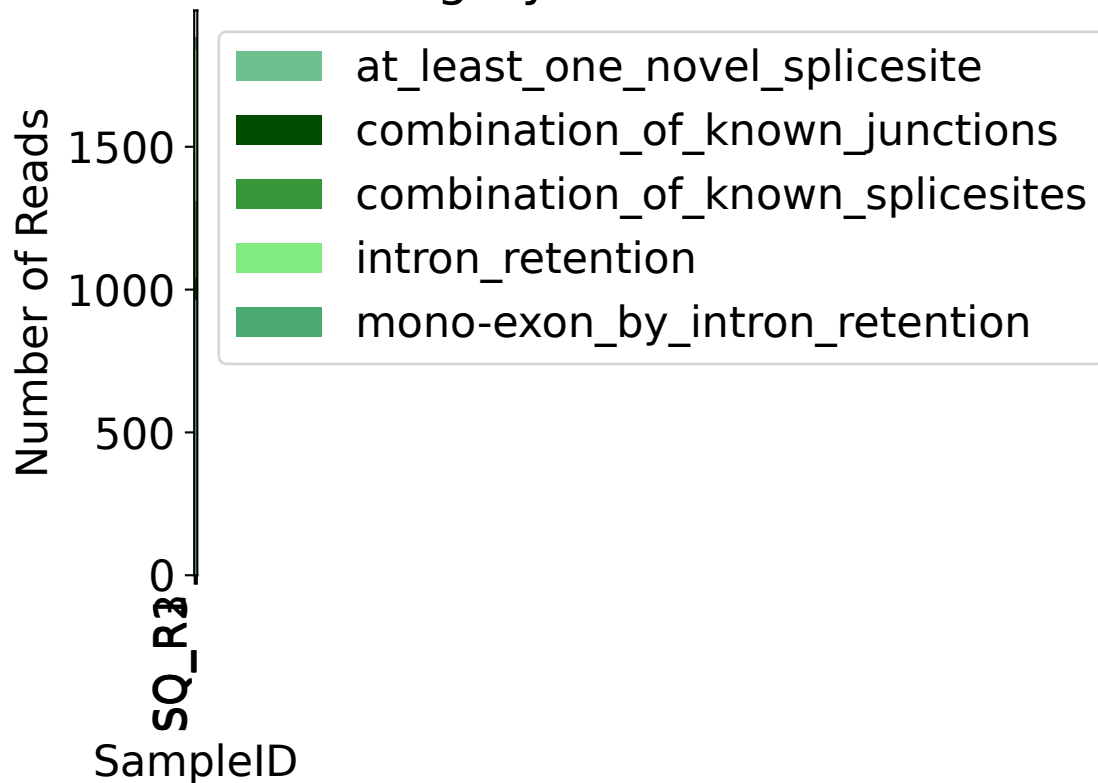 at_least_one_novel_splicesite
combination_of_known_junctions
combination_of_known_splicesites
intron_retention
mono-exon_by_intron_retention
Number of Reads
1500
1000
500
0
SampleID